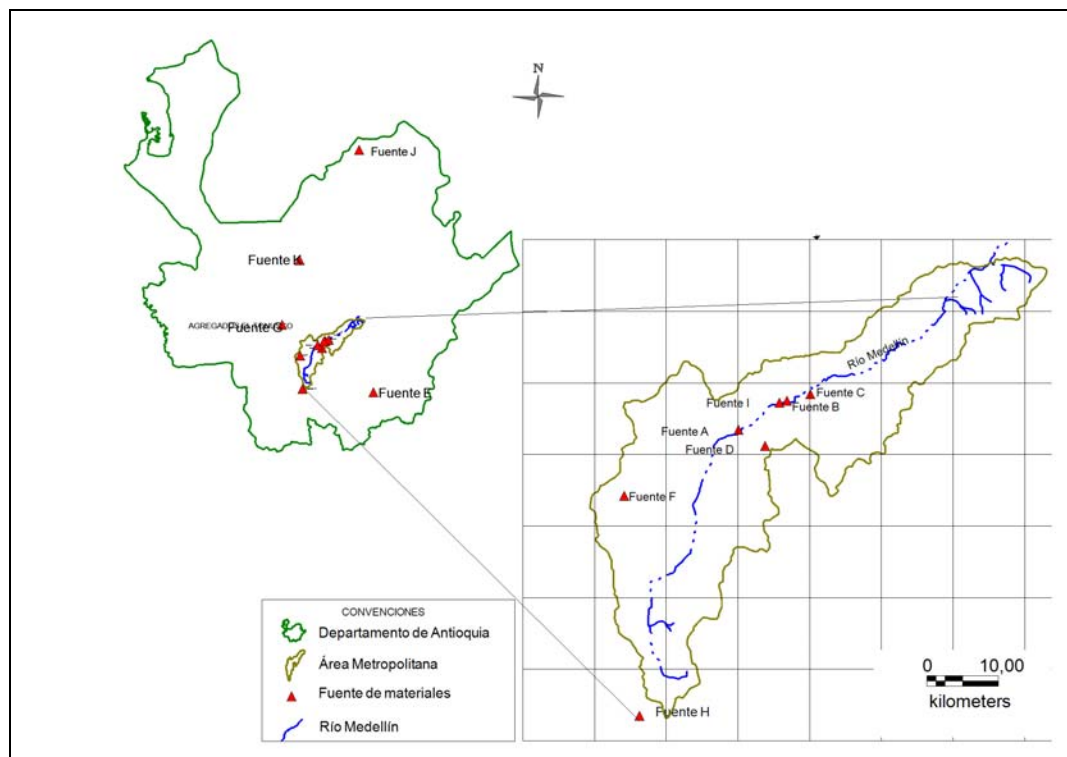 N
Fuente J
Fuente K
AGREGADOS
Fuente G
Fuente E
Río Medellín
Fuente C
Fuente I
Fuente B
Fuente A
Fuente D
Fuente F
Fuente H
CONVENCIONES
Departamento de Antioquia
Área Metropolitana
Fuente de materiales
Río Medellín
0 10,00
kilometers